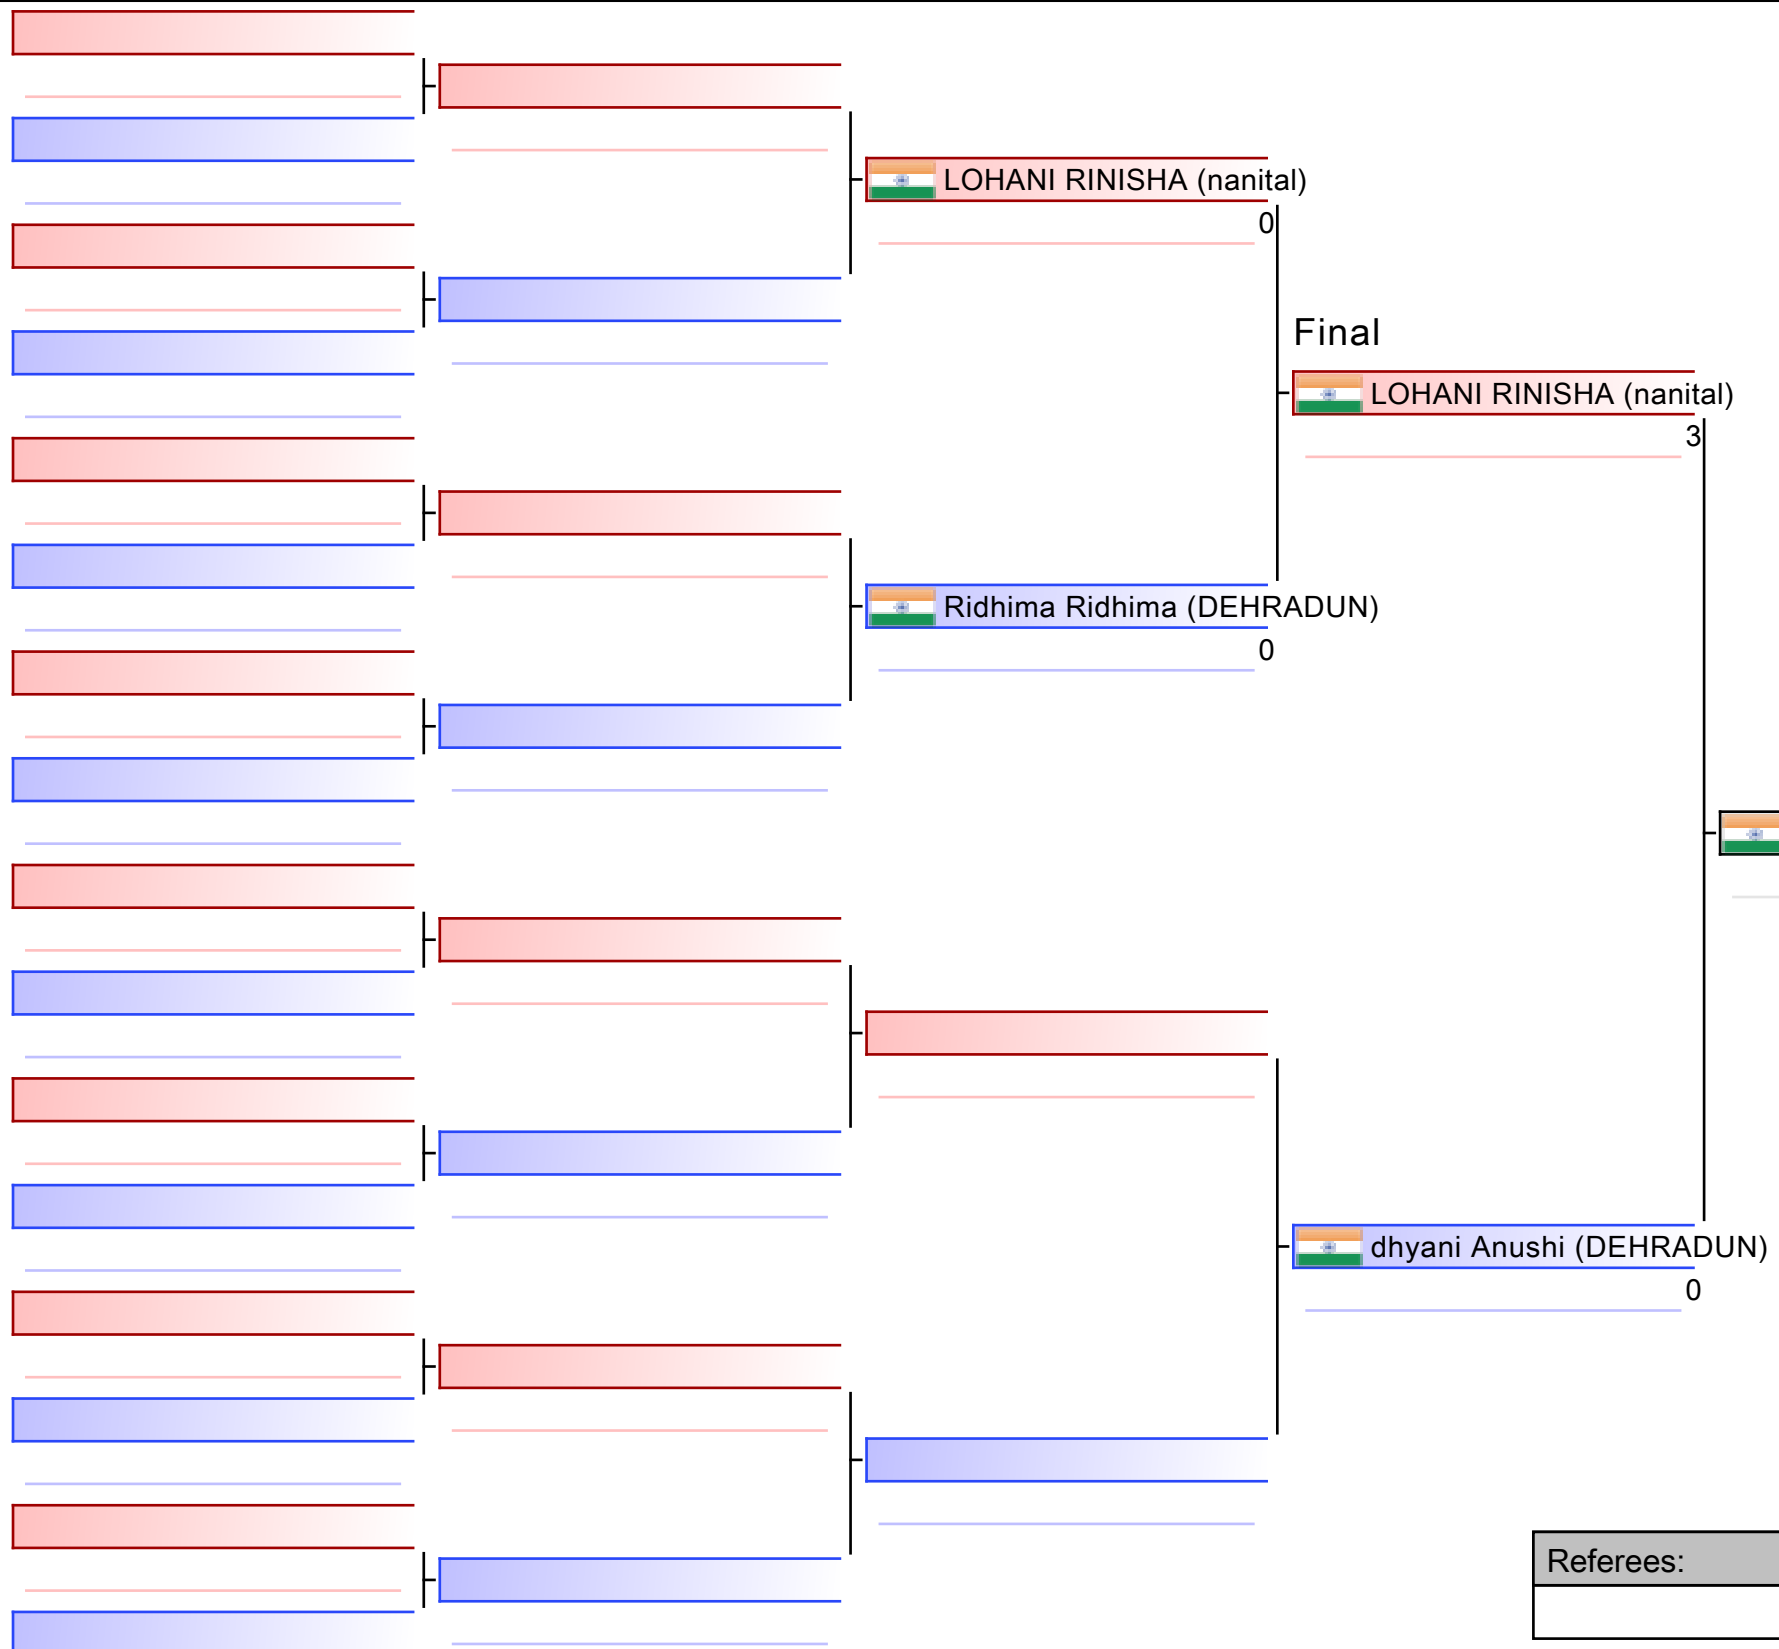 LOHANI RINISHA (nanital)
0
Final
LOHANI RINISHA (nanital)
3
Ridhima Ridhima (DEHRADUN)
0
dhyani Anushi (DEHRADUN)
0
Referees: